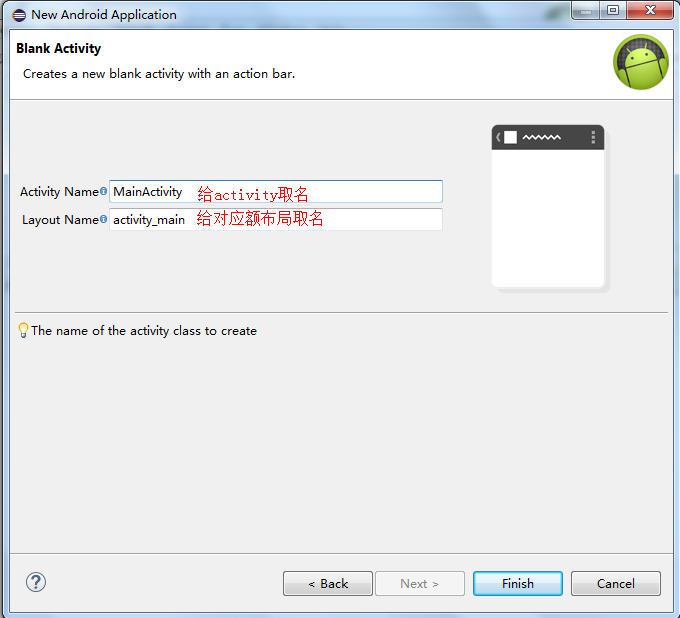 New Android Application
Blank Activity
Creates a new blank activity with an action bar.
Activity Name MainActivity 给activity取名
Layout Name activity_main 给对应额布局取名
The name of the activity class to create
? < Back Next > Finish Cancel